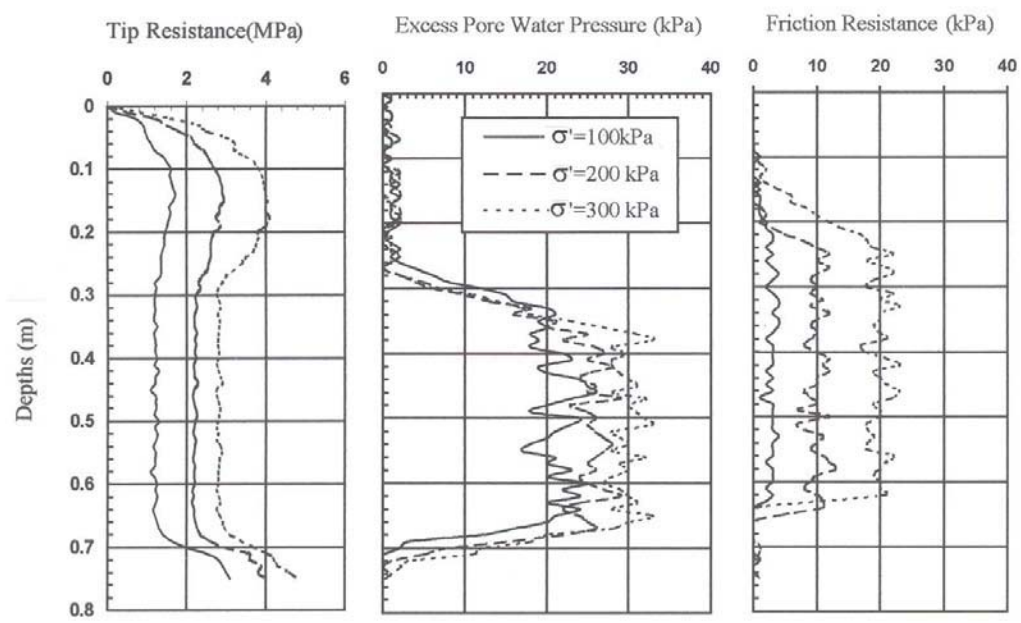 Tip Resistance(MPa)
Excess Pore Water Pressure (kPa)
Friction Resistance (kPa)
0 2 4 6
0 10 20 30 40
0 10 20 30 40
0
0.1
0.2
0.3
0.4
0.5
0.6
0.7
0.8
Depths (m)
σ'=100kPa
σ'=200 kPa
σ'=300 kPa